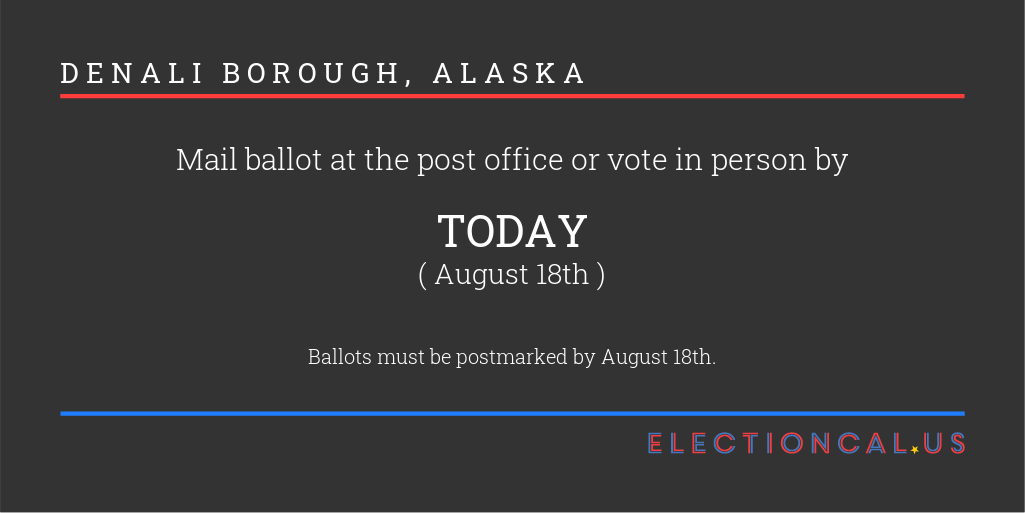 DENALI BOROUGH, ALASKA
Mail ballot at the post office or vote in person by
TODAY
( August 18th )
Ballots must be postmarked by August 18th.
ELECTIONCAL.US